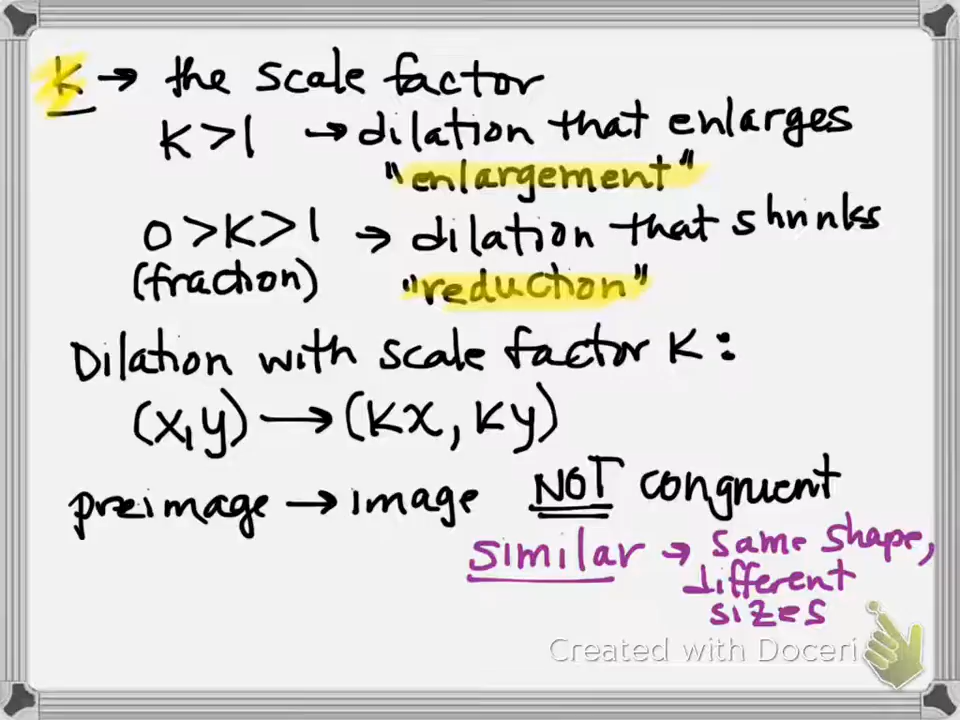 K → the scale factor
K > 1 → dilation that enlarges
"enlargement"
0 > K > 1 → dilation that shrinks
(fraction) "reduction"
Dilation with scale factor K :
(x,y) → (Kx, Ky)
preimage → image NOT congruent
similar → same shape,
different
sizes
Created with Doceri